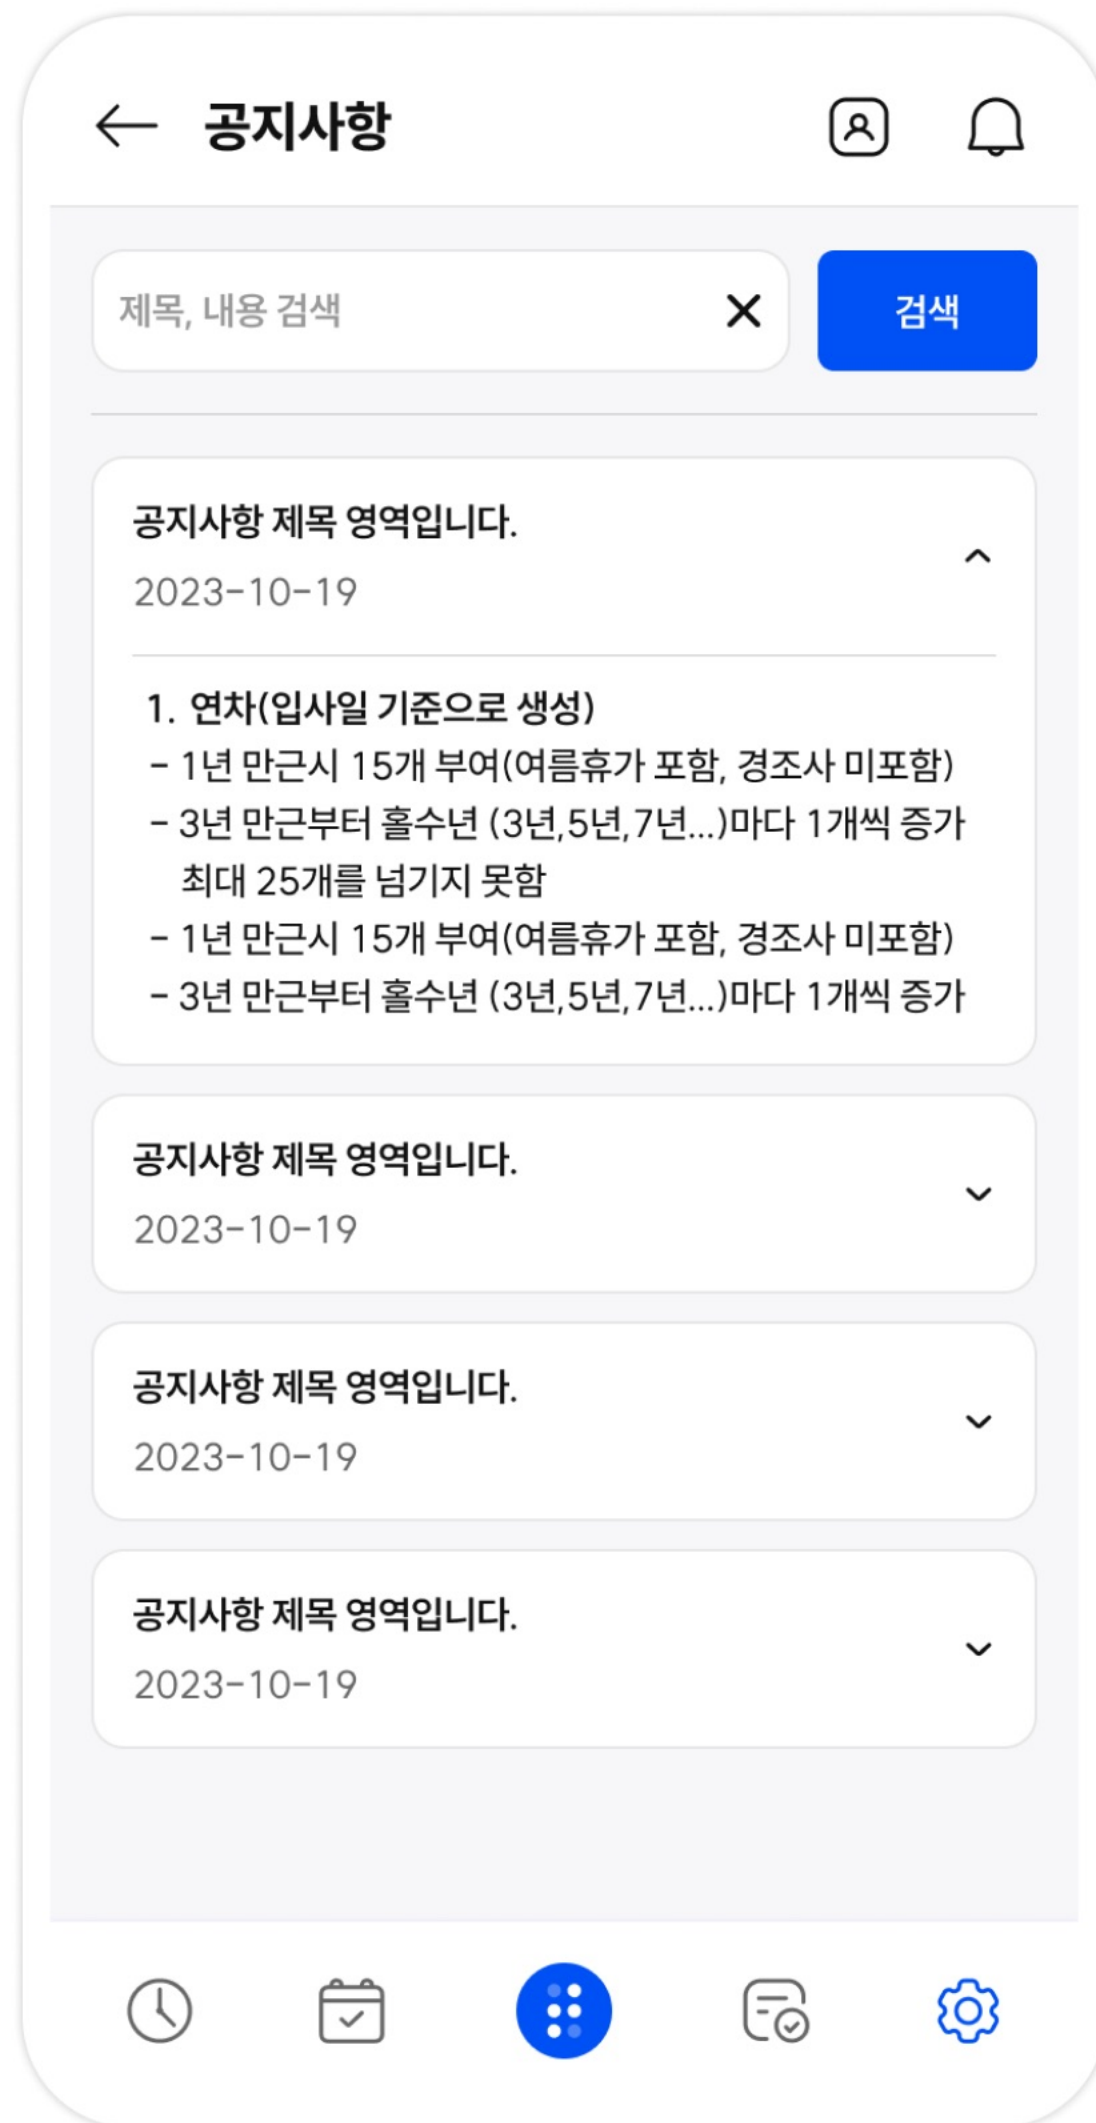 공지사항
제목, 내용 검색
검색
공지사항 제목 영역입니다.
2023-10-19
1. 연차(입사일 기준으로 생성)
- 1년 만근시 15개 부여(여름휴가 포함, 경조사 미포함)
- 3년 만근부터 홀수년 (3년,5년,7년...)마다 1개씩 증가
최대 25개를 넘기지 못함
- 1년 만근시 15개 부여(여름휴가 포함, 경조사 미포함)
- 3년 만근부터 홀수년 (3년,5년,7년...)마다 1개씩 증가
공지사항 제목 영역입니다.
2023-10-19
공지사항 제목 영역입니다.
2023-10-19
공지사항 제목 영역입니다.
2023-10-19